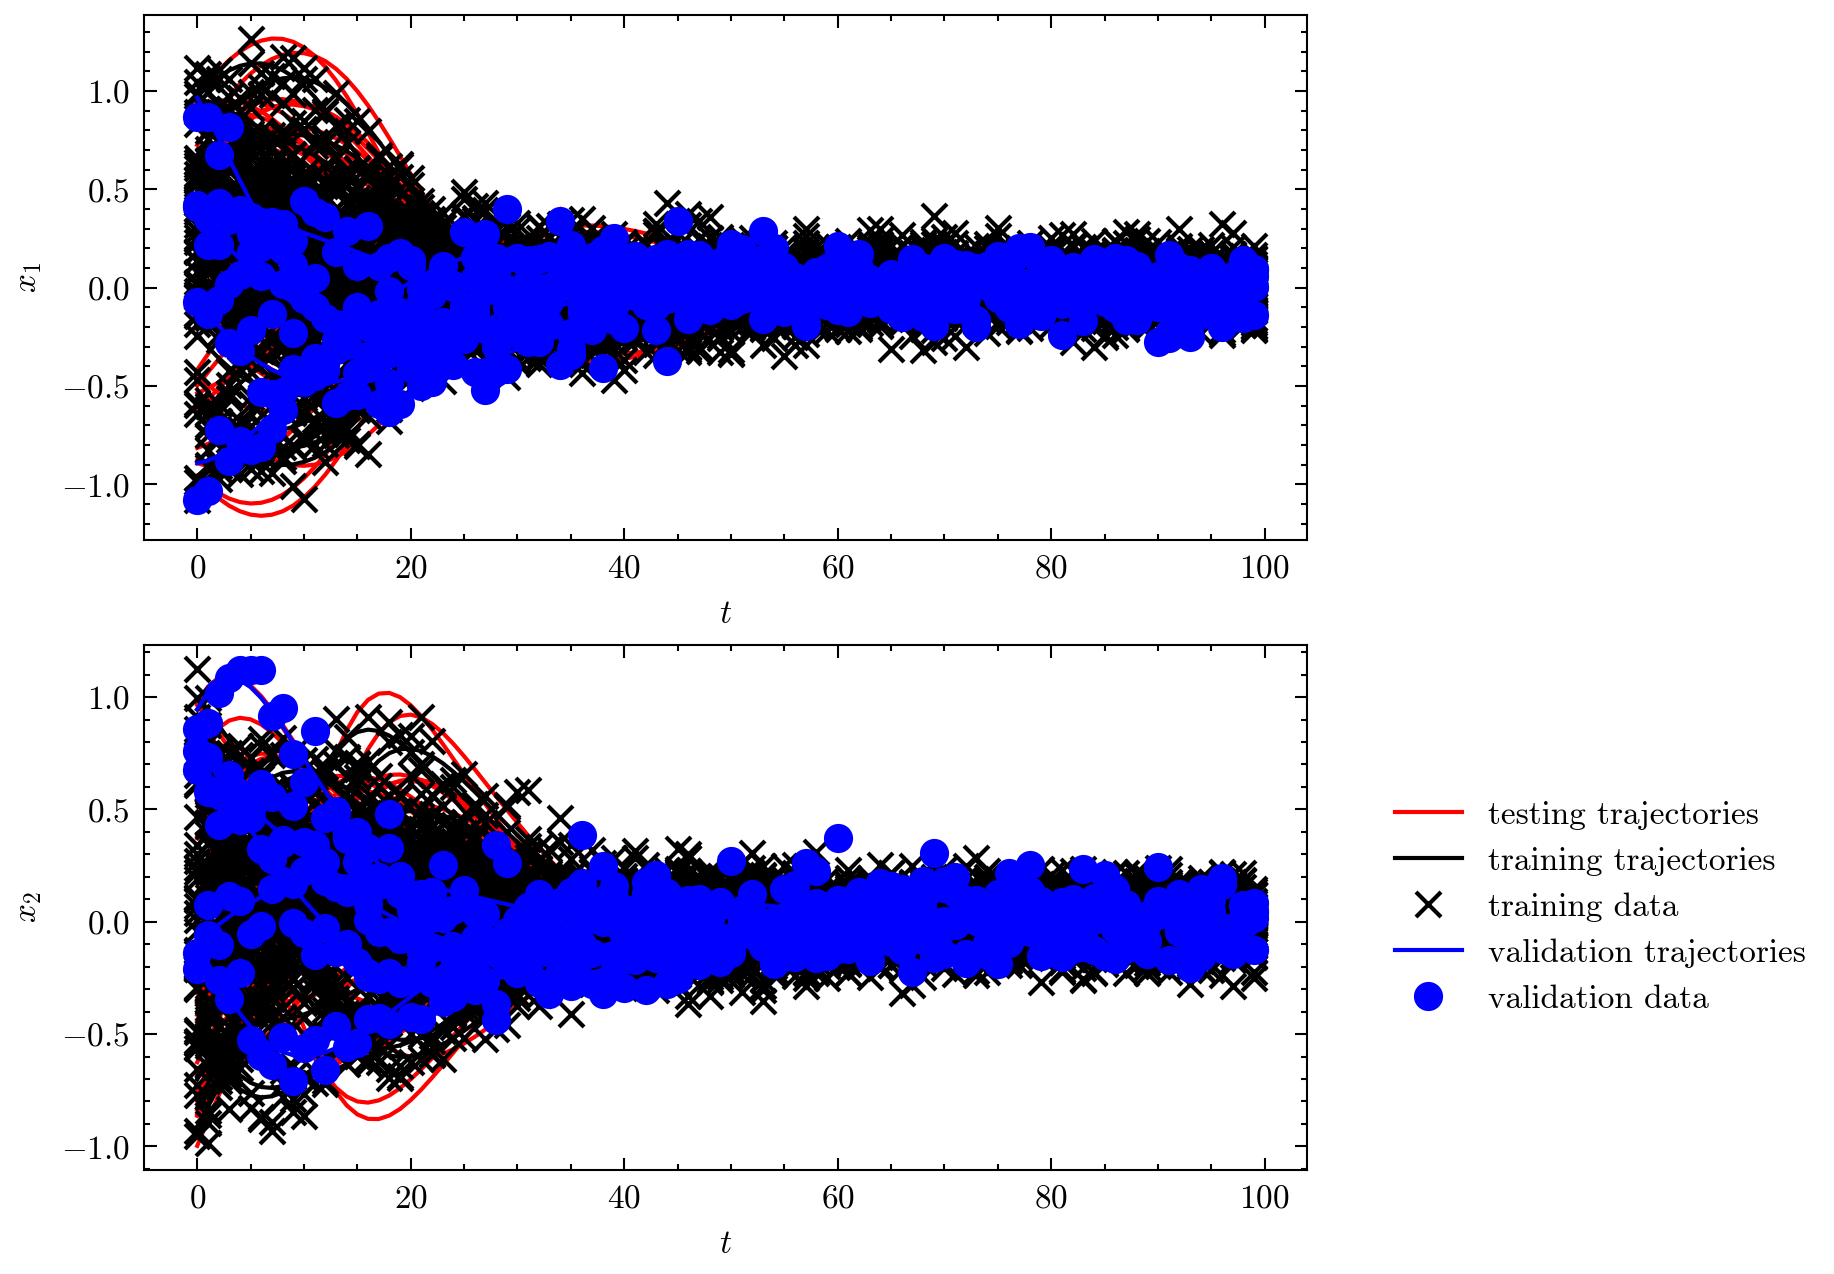 1.0
0.5
0.0
−0.5
−1.0
x₁
0 20 40 60 80 100
t
1.0
0.5
0.0
−0.5
−1.0
x₂
0 20 40 60 80 100
t
testing trajectories
training trajectories
training data
validation trajectories
validation data